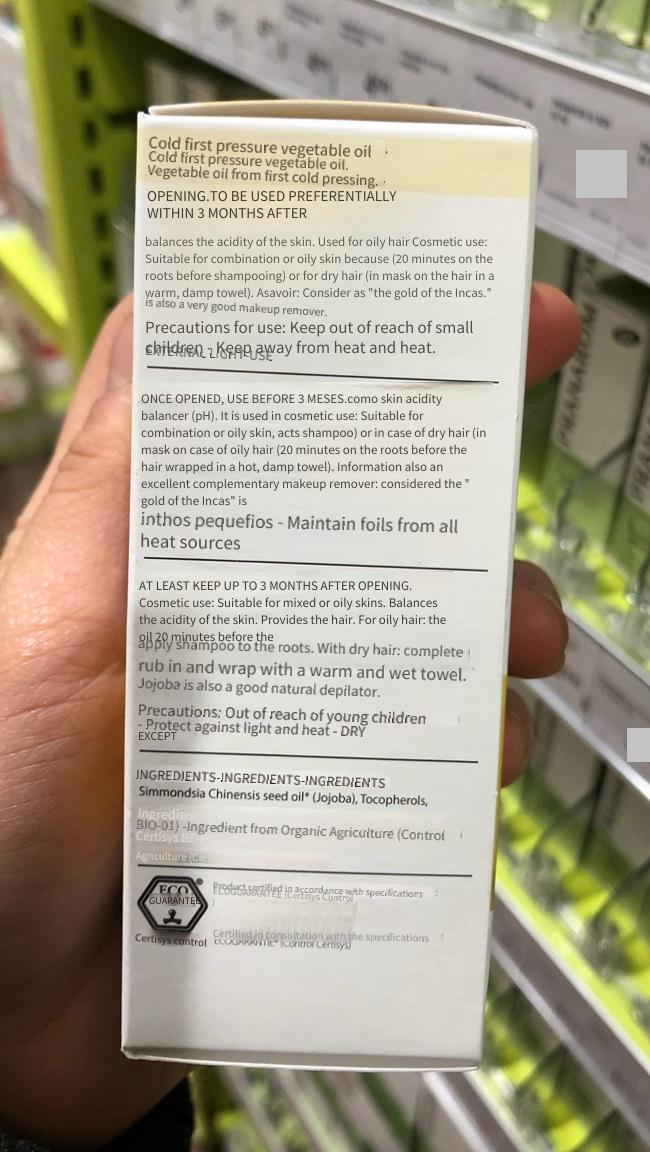 Cold first pressure vegetable oil
Cold first pressure vegetable oil.
Vegetable oil from first cold pressing.
OPENING.TO BE USED PREFERENTIALLY
WITHIN 3 MONTHS AFTER
balances the acidity of the skin. Used for oily hair Cosmetic use:
Suitable for combination or oily skin because (20 minutes on the
roots before shampooing) or for dry hair (in mask on the hair in a
warm, damp towel). Asavoir: Consider as "the gold of the Incas."
is also a very good makeup remover.
Precautions for use: Keep out of reach of small
children - Keep away from heat and heat.
EXTERNAL LIGHT-USE
ONCE OPENED, USE BEFORE 3 MESES.como skin acidity
balancer (pH). It is used in cosmetic use: Suitable for
combination or oily skin, acts shampoo) or in case of dry hair (in
mask on case of oily hair (20 minutes on the roots before the
hair wrapped in a hot, damp towel). Information also an
excellent complementary makeup remover: considered the "
gold of the Incas" is
inthos pequefios - Maintain foils from all
heat sources
AT LEAST KEEP UP TO 3 MONTHS AFTER OPENING.
Cosmetic use: Suitable for mixed or oily skins. Balances
the acidity of the skin. Provides the hair. For oily hair: the
oil 20 minutes before the
apply shampoo to the roots. With dry hair: complete
rub in and wrap with a warm and wet towel.
Jojoba is also a good natural depilator.
Precautions: Out of reach of young children
- Protect against light and heat - DRY
EXCEPT
INGREDIENTS-INGREDIENTS-INGREDIENTS
Simmondsia Chinensis seed oil* (Jojoba), Tocopherols,
Ingredient
BIO-01) -Ingredient from Organic Agriculture (Control
Certisys BE-
Agriculture (Cert
ECO
GUARANTEE
®
Product certified in accordance with specifications :
ECOGUARANTEE (Certisys Control
)
Certified in consultation with the specifications :
ECOGARANTIE* (Control Certisys)
Certisys control